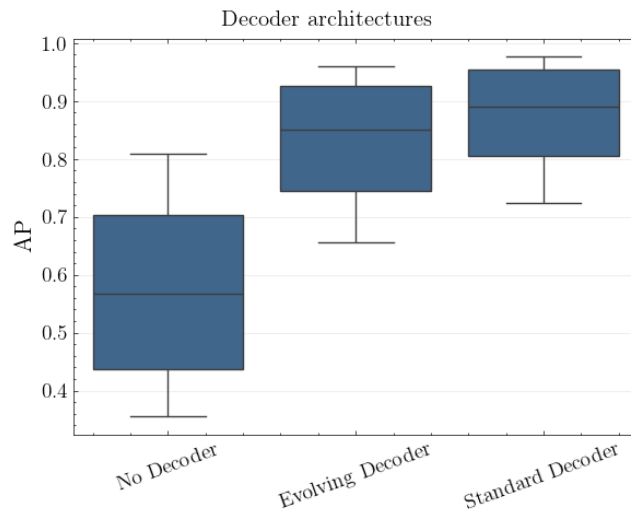 Decoder architectures
1.0
0.9
0.8
0.7
0.6
0.5
0.4
AP
No Decoder
Evolving Decoder
Standard Decoder